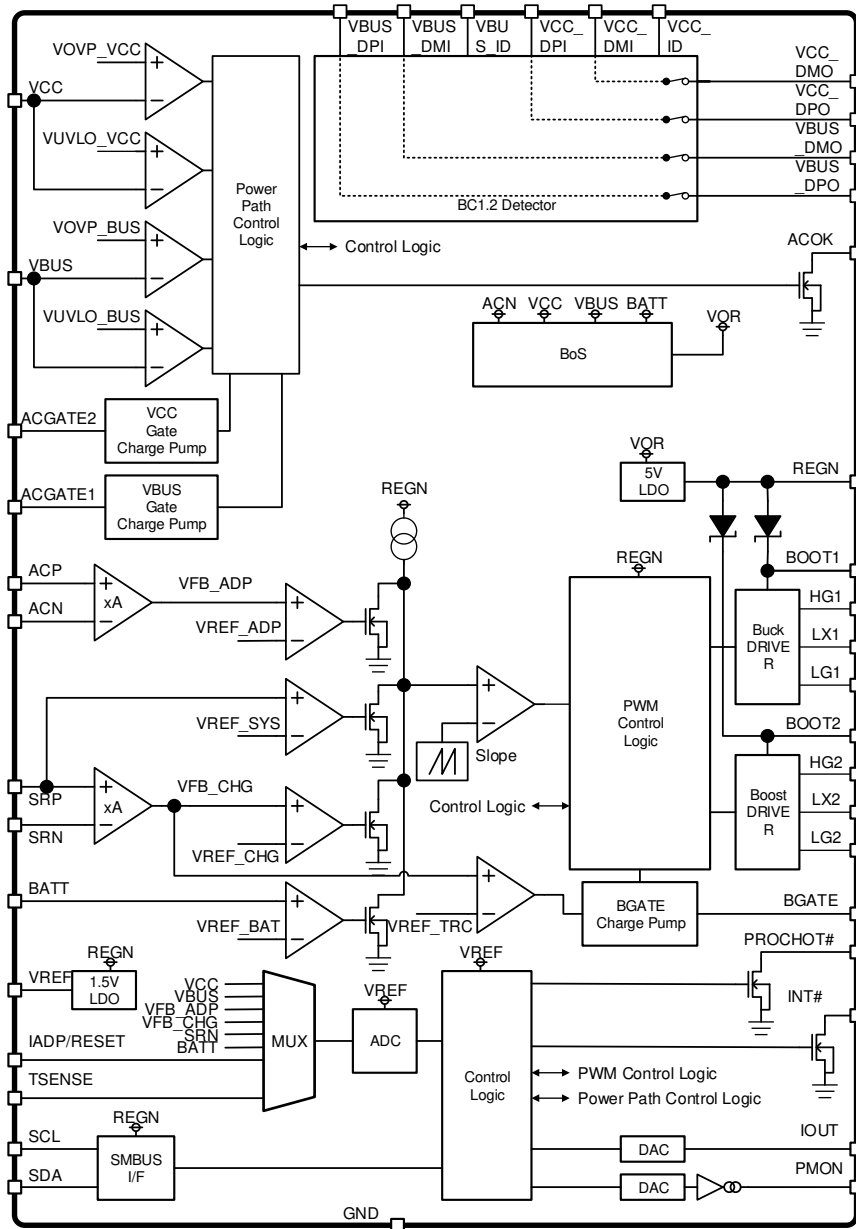 VBUS
_DPI
VBUS
_DMI
VBU
S_ID
VCC_
DPI
VCC_
DMI
VCC_
ID
VOVP_VCC
VCC
VUVLO_VCC
VOVP_BUS
VBUS
VUVLO_BUS
+
−
+
−
+
−
+
−
Power
Path
Control
Logic
Control Logic
BC1.2 Detector
VCC_
DMO
VCC_
DPO
VBUS
_DMO
VBUS
_DPO
ACOK
ACN
VCC
VBUS
BATT
VOR
BoS
ACGATE2
VCC
Gate
Charge Pump
ACGATE1
VBUS
Gate
Charge Pump
REGN
VOR
5V
LDO
REGN
ACP
ACN
+
−
xA
VFB_ADP
VREF_ADP
+
−
VREF_SYS
+
−
SRP
SRN
+
−
xA
VFB_CHG
VREF_CHG
+
−
BATT
VREF_BAT
+
−
+
−
Slope
Control Logic
VREF_TRC
+
−
REGN
PWM
Control
Logic
BGATE
Charge Pump
BOOT1
Buck
DRIVE
R
HG1
LX1
LG1
BOOT2
Boost
DRIVE
R
HG2
LX2
LG2
BGATE
REGN
VREF
1.5V
LDO
IADP/RESET
TSENSE
VCC
VBUS
VFB_ADP
VFB_CHG
SRN
BATT
MUX
VREF
ADC
VREF
Control
Logic
PROCHOT#
INT#
PWM Control Logic
Power Path Control Logic
REGN
SCL
SDA
SMBUS
I/F
DAC
IOUT
DAC
PMON
GND